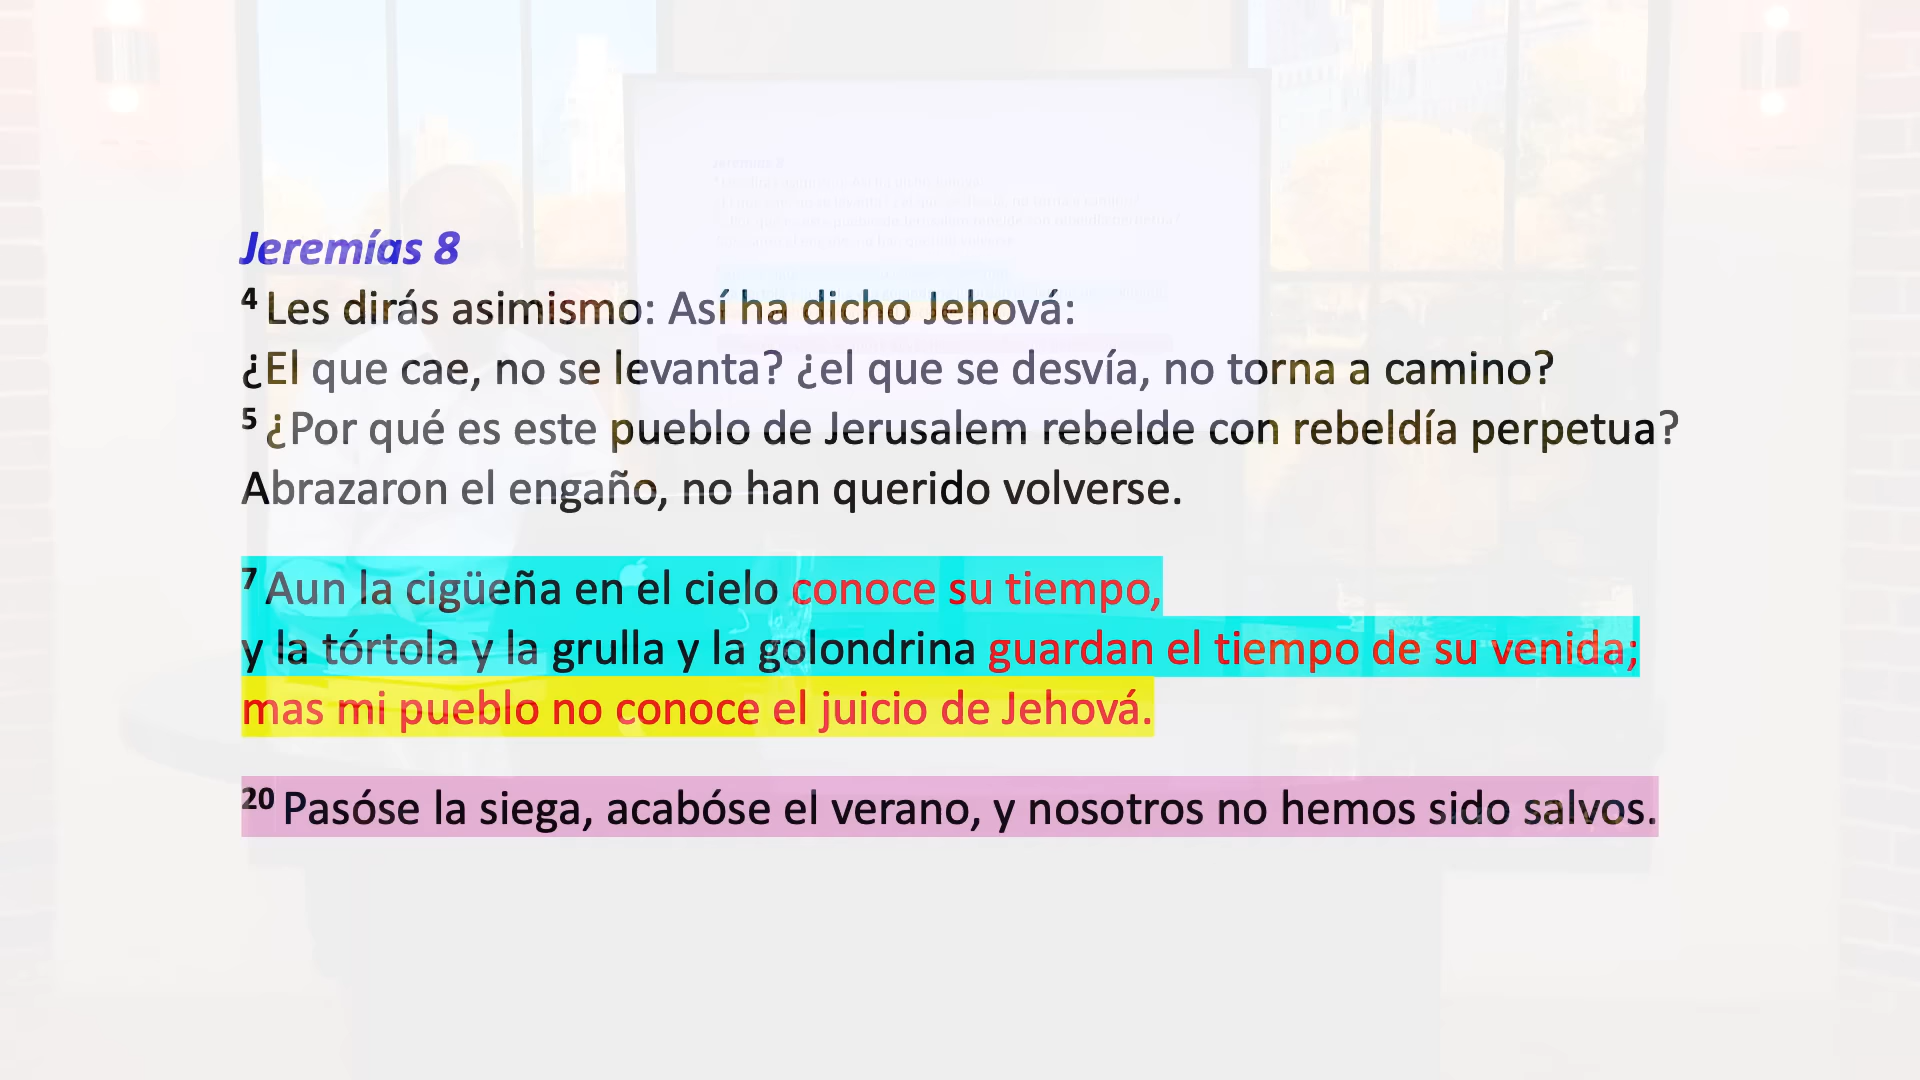 Jeremías 8
4 Les dirás asimismo: Así ha dicho Jehová:
¿El que cae, no se levanta? ¿el que se desvía, no torna a camino?
5 ¿Por qué es este pueblo de Jerusalem rebelde con rebeldía perpetua?
Abrazaron el engaño, no han querido volverse.
7 Aun la cigüeña en el cielo conoce su tiempo,
y la tórtola y la grulla y la golondrina guardan el tiempo de su venida;
mas mi pueblo no conoce el juicio de Jehová.
20 Pasóse la siega, acabóse el verano, y nosotros no hemos sido salvos.